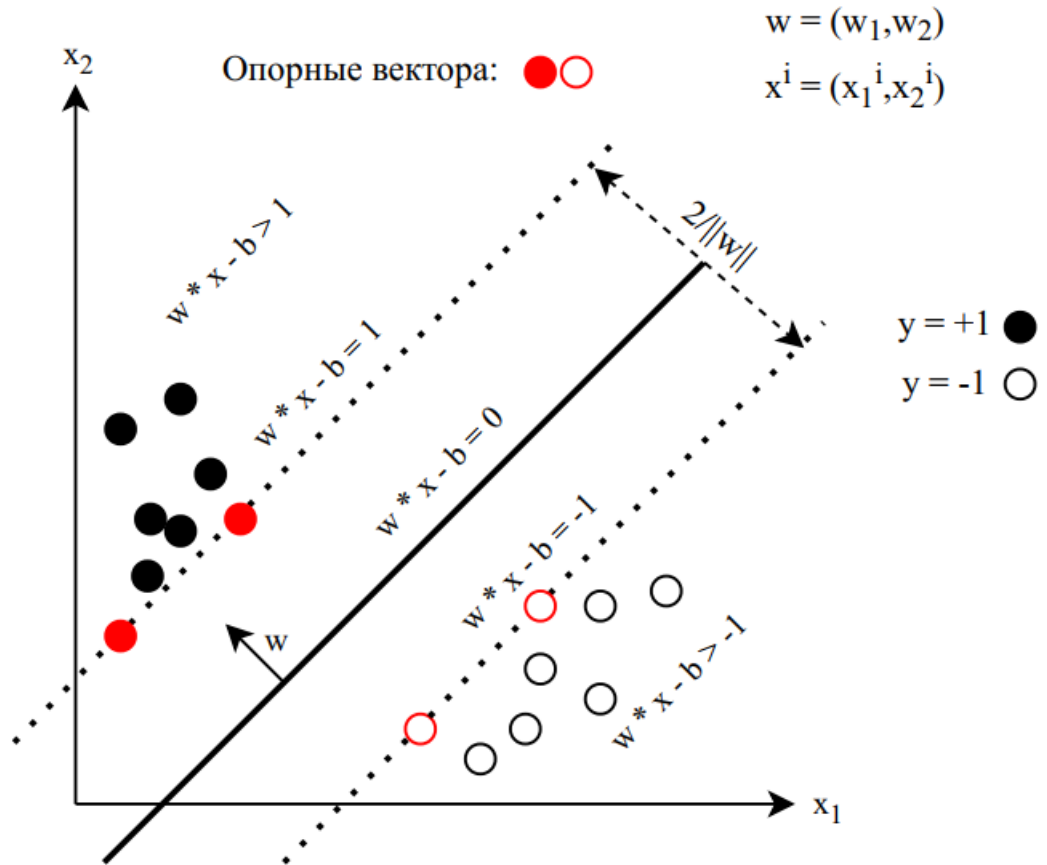 w = (w₁,w₂)
x₂
Опорные вектора:
xⁱ = (x₁ⁱ,x₂ⁱ)
w * x - b > 1
2/||w||
y = +1
w * x - b = 1
y = -1
w * x - b = 0
w * x - b = -1
w
w * x - b > -1
x₁